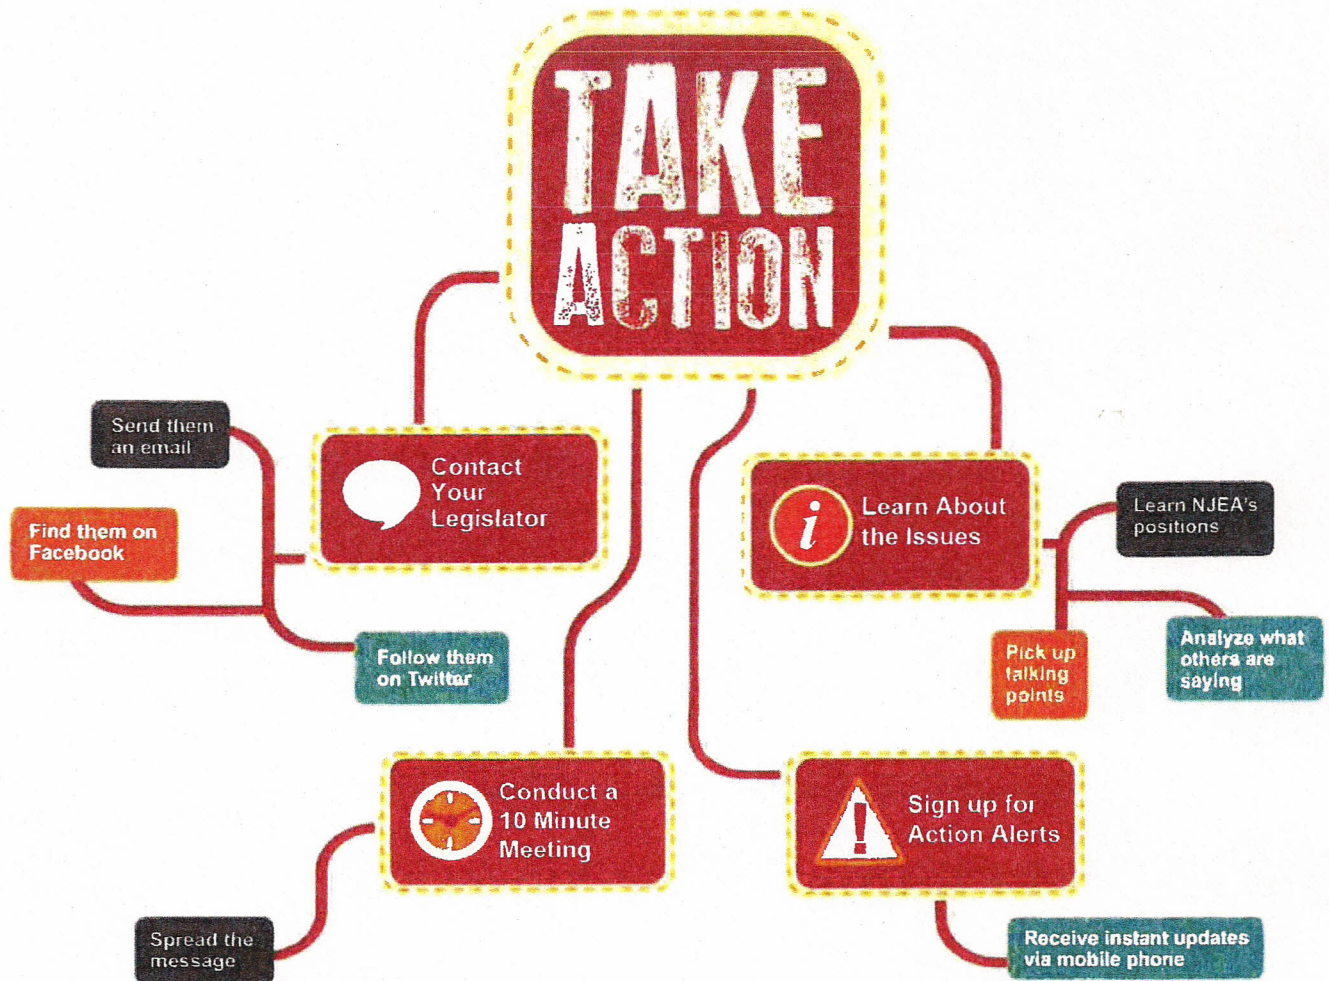 TAKE
ACTION
Send them
an email
Contact
Your
Legislator
Find them on
Facebook
Follow them
on Twitter
Learn About
the Issues
Learn NJEA's
positions
Pick up
talking
points
Analyze what
others are
saying
Conduct a
10 Minute
Meeting
Spread the
message
Sign up for
Action Alerts
Receive instant updates
via mobile phone